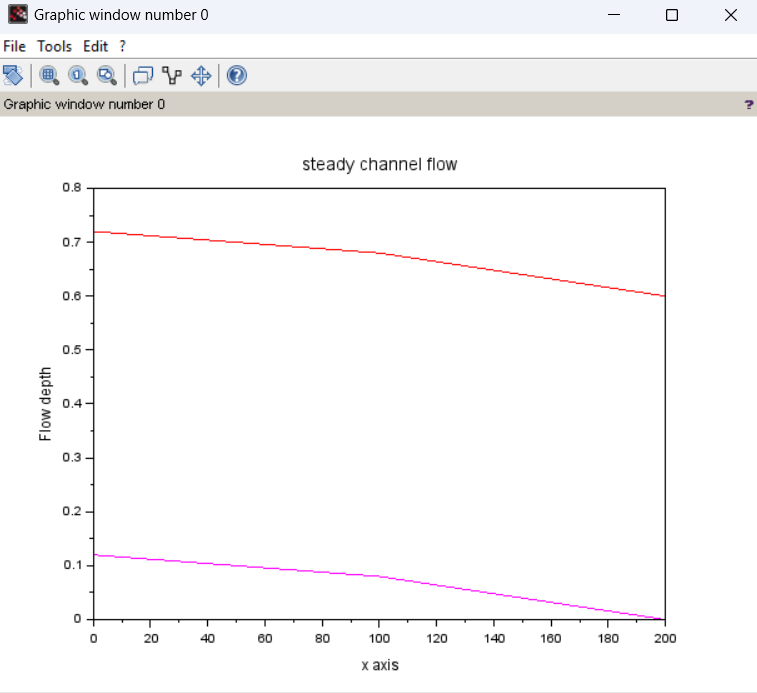 Graphic window number 0
File Tools Edit ?
Graphic window number 0 ?
steady channel flow
0.8
0.7
0.6
0.5
0.4
0.3
0.2
0.1
0
Flow depth
0 20 40 60 80 100 120 140 160 180 200
x axis